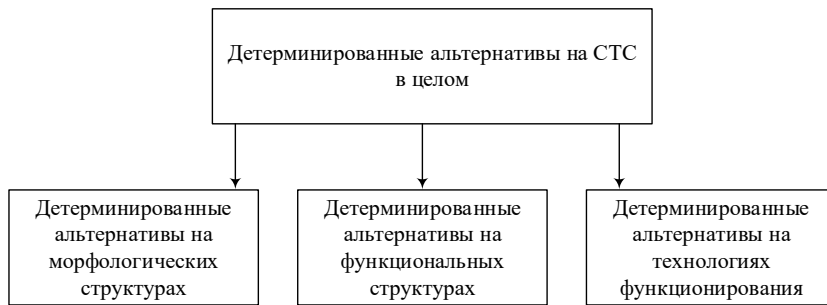 Детерминированные альтернативы на СТС
в целом
Детерминированные
альтернативы на
морфологических
структурах
Детерминированные
альтернативы на
функциональных
структурах
Детерминированные
альтернативы на
технологиях
функционирования